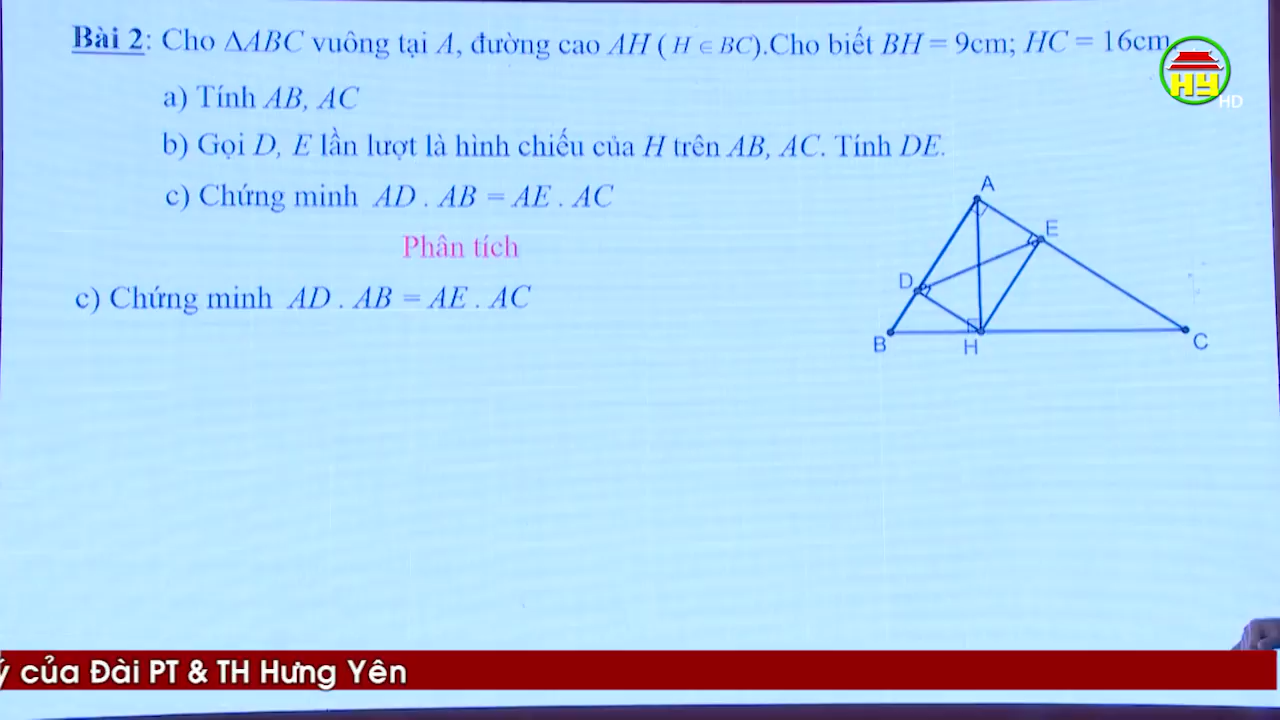 Bài 2: Cho ΔABC vuông tại A, đường cao AH ( H ∈ BC).Cho biết BH = 9cm; HC = 16cm.
HY
HD
a) Tính AB, AC
b) Gọi D, E lần lượt là hình chiếu của H trên AB, AC. Tính DE.
c) Chứng minh AD . AB = AE . AC
A
Phân tích
E
D
c) Chứng minh AD . AB = AE . AC
B
H
C
ý của Đài PT & TH Hưng Yên